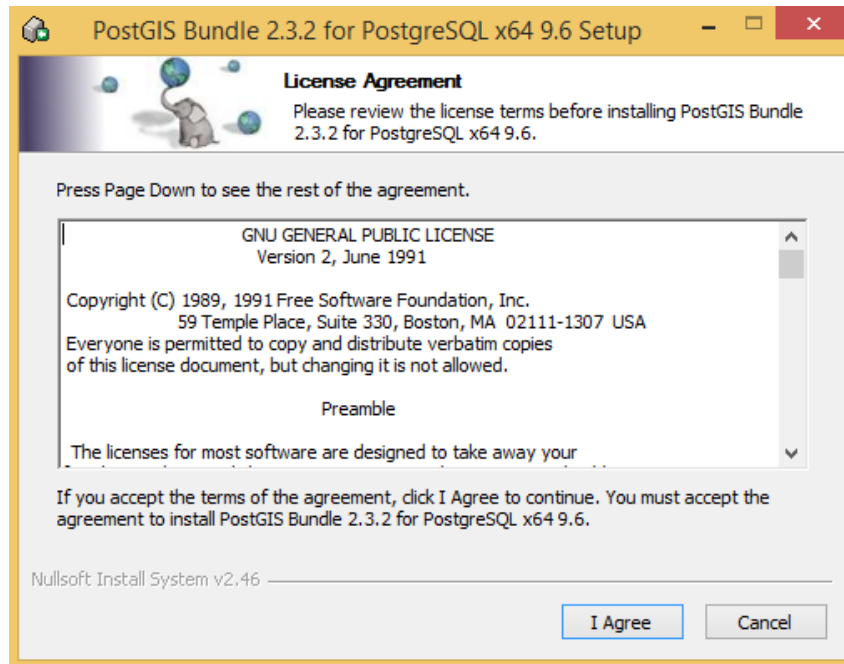 PostGIS Bundle 2.3.2 for PostgreSQL x64 9.6 Setup
License Agreement
Please review the license terms before installing PostGIS Bundle
2.3.2 for PostgreSQL x64 9.6.
Press Page Down to see the rest of the agreement.
GNU GENERAL PUBLIC LICENSE
Version 2, June 1991
Copyright (C) 1989, 1991 Free Software Foundation, Inc.
59 Temple Place, Suite 330, Boston, MA 02111-1307 USA
Everyone is permitted to copy and distribute verbatim copies
of this license document, but changing it is not allowed.
Preamble
The licenses for most software are designed to take away your
If you accept the terms of the agreement, click I Agree to continue. You must accept the
agreement to install PostGIS Bundle 2.3.2 for PostgreSQL x64 9.6.
Nullsoft Install System v2.46
I Agree Cancel